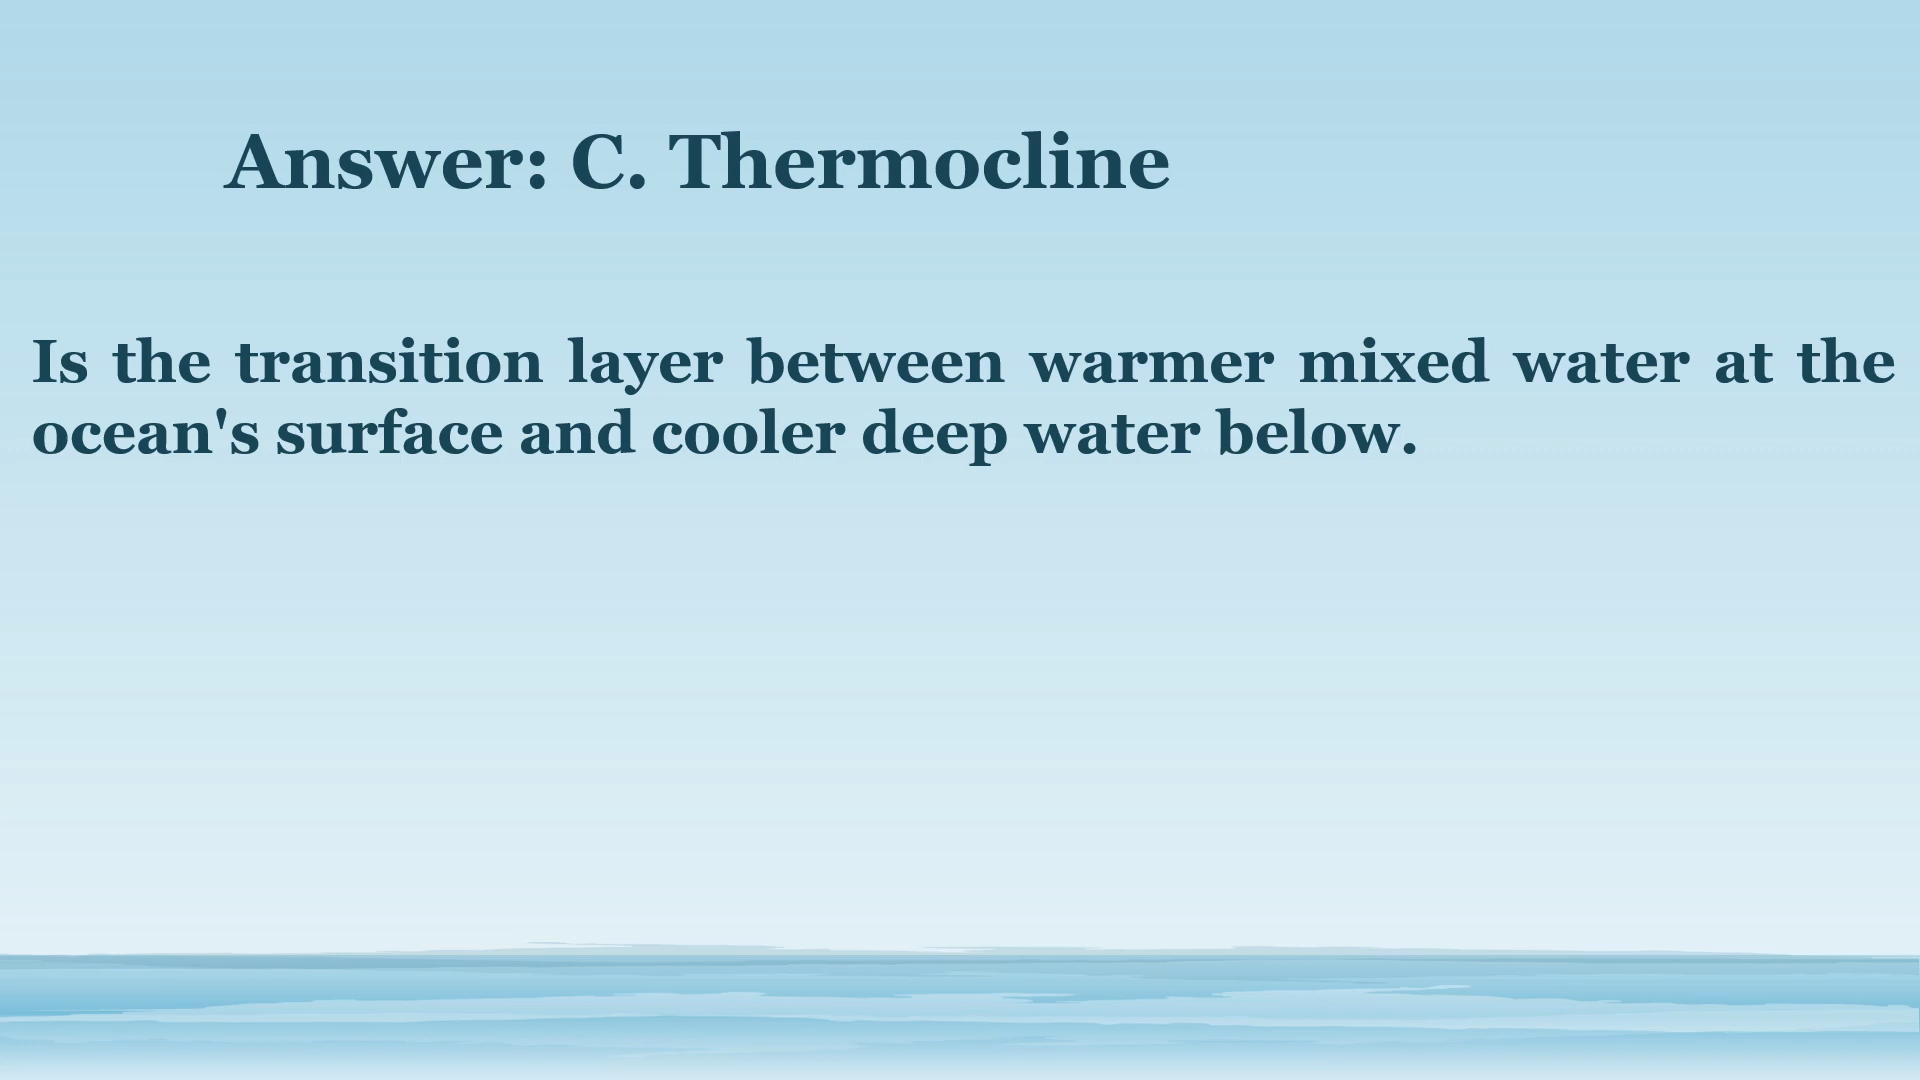 Answer: C. Thermocline
Is the transition layer between warmer mixed water at the
ocean's surface and cooler deep water below.